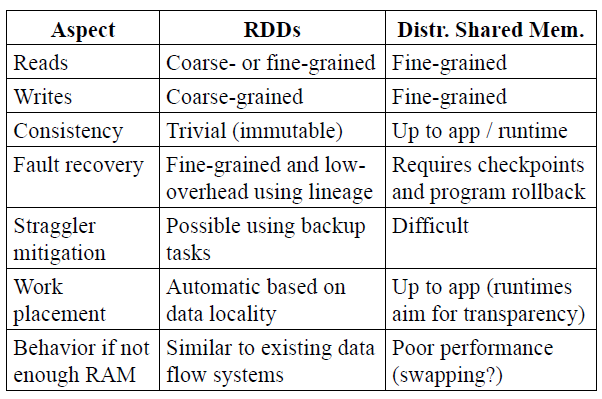 Aspect RDDs Distr. Shared Mem.
Reads Coarse- or fine-grained Fine-grained
Writes Coarse-grained Fine-grained
Consistency Trivial (immutable) Up to app / runtime
Fault recovery Fine-grained and low- Requires checkpoints
overhead using lineage and program rollback
Straggler Possible using backup Difficult
mitigation tasks
Work Automatic based on Up to app (runtimes
placement data locality aim for transparency)
Behavior if not Similar to existing data Poor performance
enough RAM flow systems (swapping?)